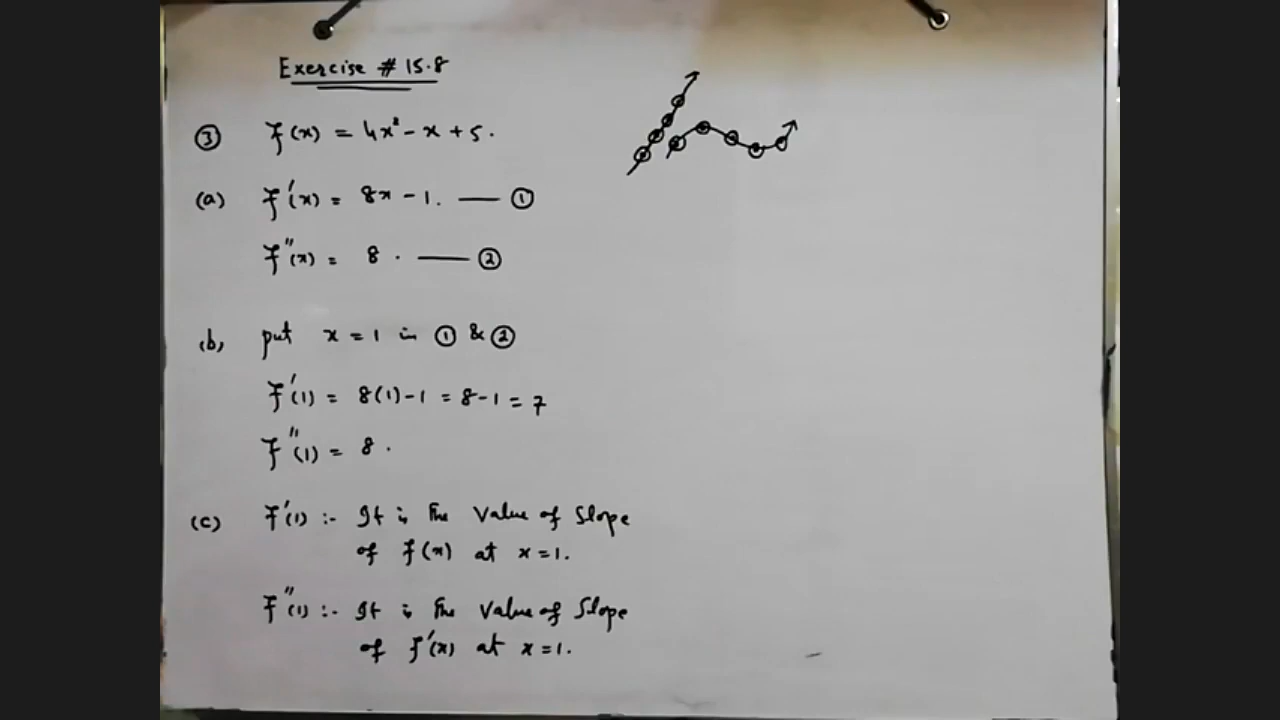 Exercise # 15.8
③ f(x) = 4x² - x + 5.
(a) f'(x) = 8x - 1. —— ①
f''(x) = 8 . —— ②
(b) put x = 1 in ① & ②
f'(1) = 8(1)-1 = 8-1 = 7
f''(1) = 8 .
(c) f'(1) :- It is the value of slope
of f(x) at x=1.
f''(1) :- It is the value of slope
of f'(x) at x=1.